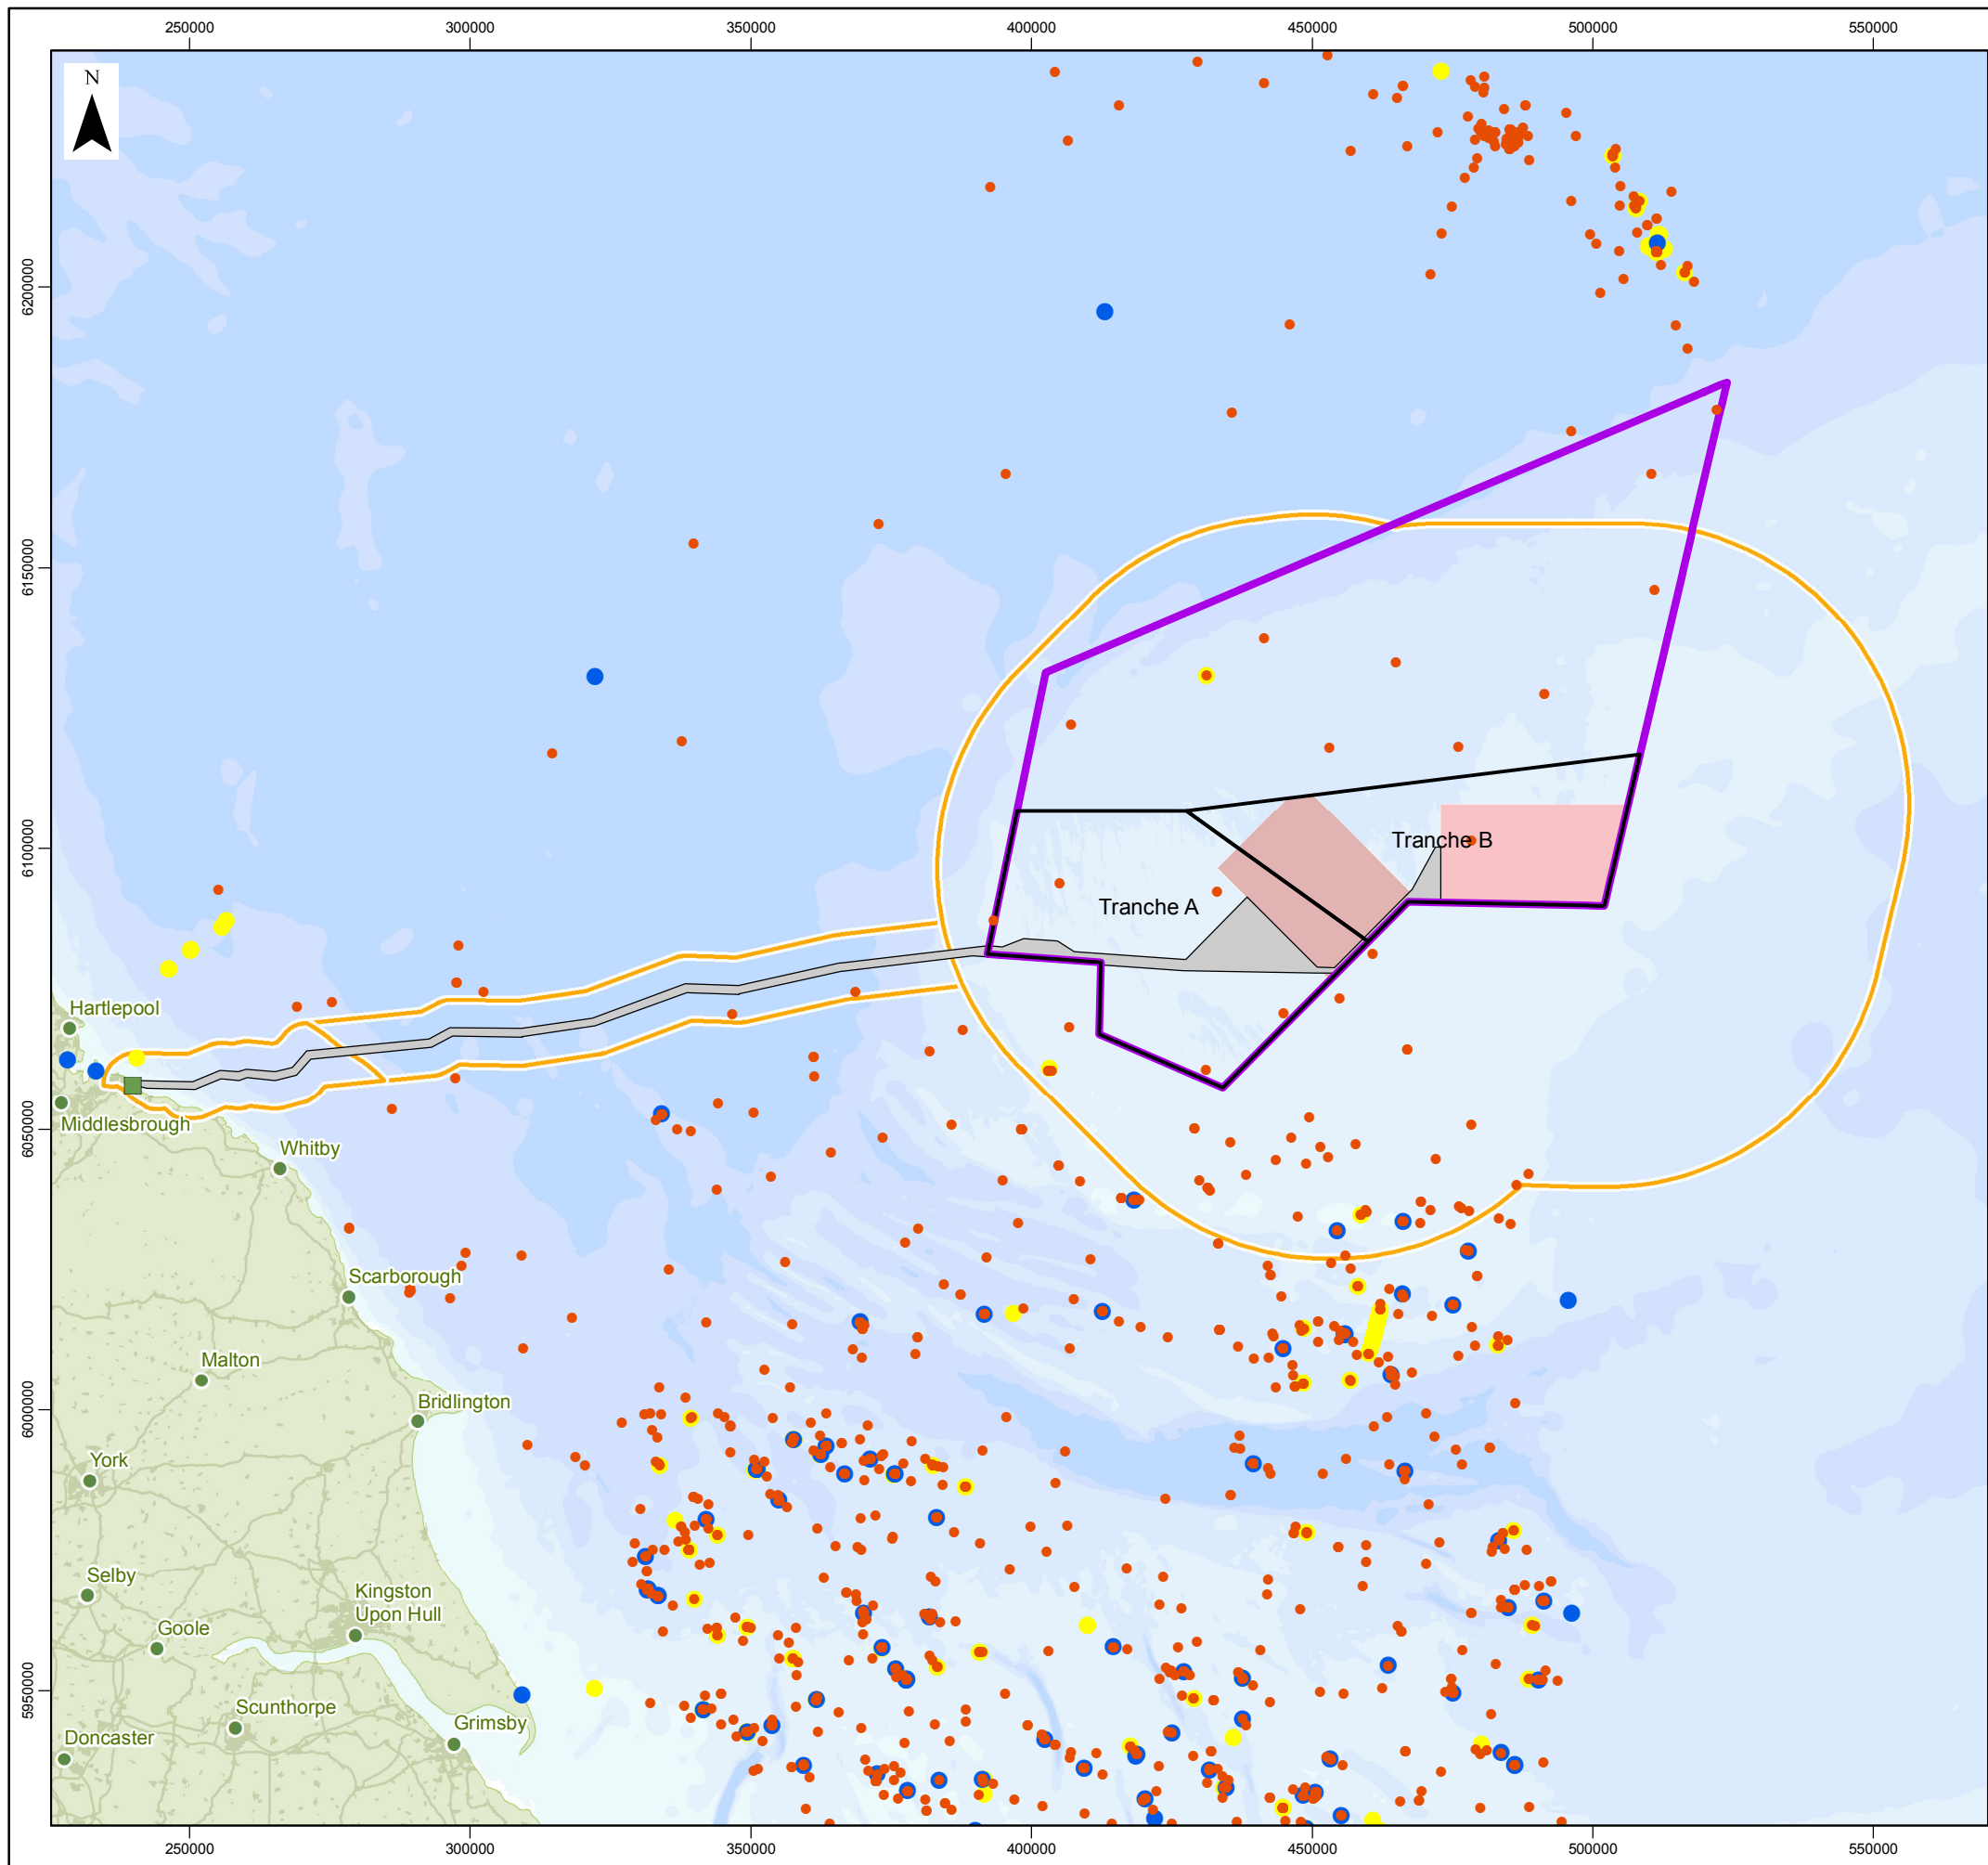 250000 300000 350000 400000 450000 500000 550000
N
6200000
6150000
6100000
6050000
6000000
5950000
Tranche B
Tranche A
Hartlepool
Middlesbrough
Whitby
Scarborough
Malton
Bridlington
York
Selby
Kingston
Upon Hull
Goole
Scunthorpe
Grimsby
Doncaster
250000 300000 350000 400000 450000 500000 550000